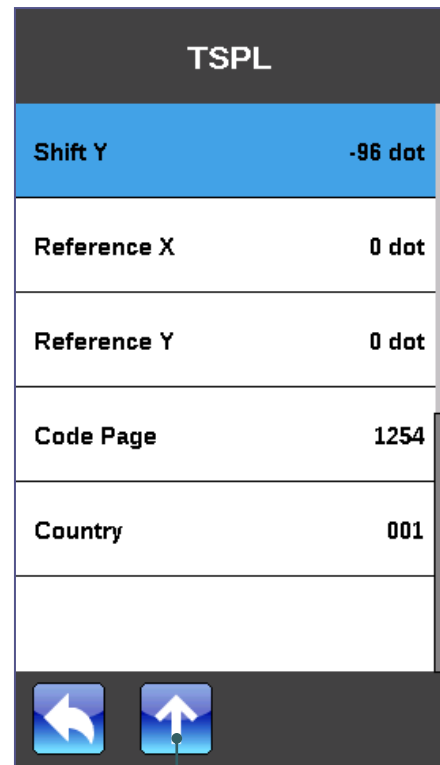 TSPL
Shift Y -96 dot
Reference X 0 dot
Reference Y 0 dot
Code Page 1254
Country 001